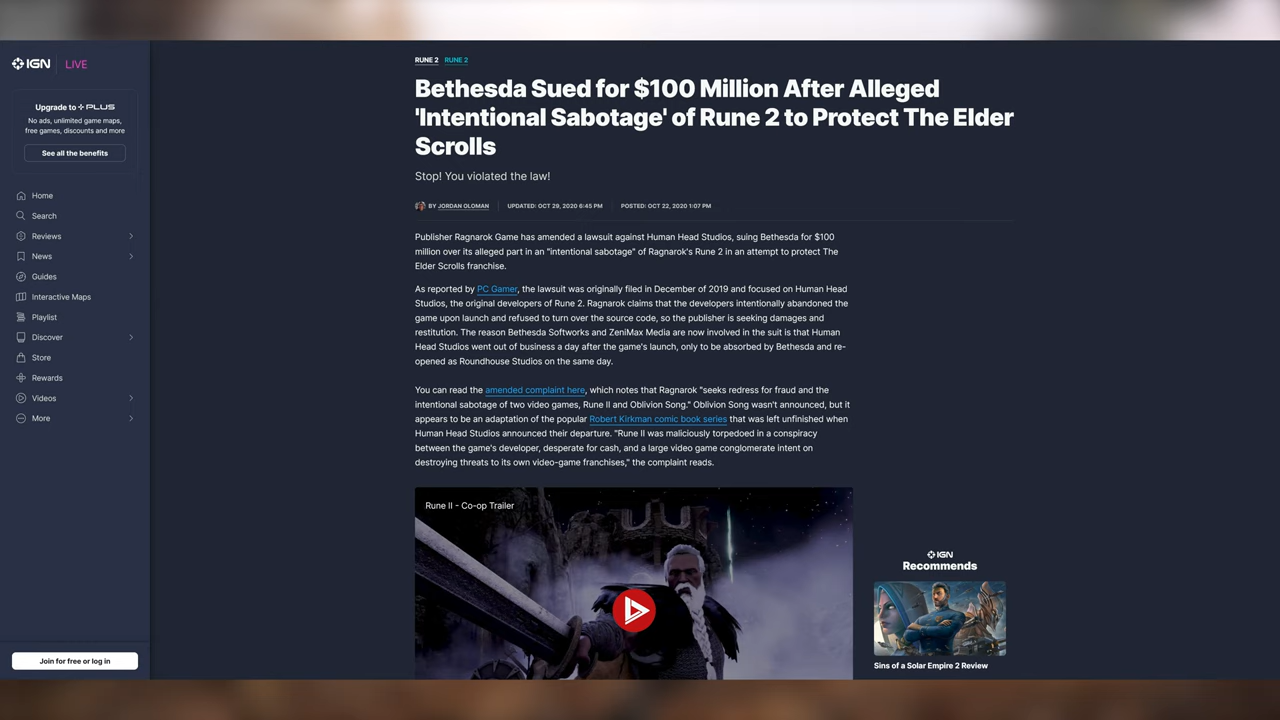 IGN LIVE
Upgrade to PLUS
No ads, unlimited game maps,
free games, discounts and more
See all the benefits
Home
Search
Reviews
News
Guides
Interactive Maps
Playlist
Discover
Store
Rewards
Videos
More
Join for free or log in
RUNE 2 RUNE 2
Bethesda Sued for $100 Million After Alleged
'Intentional Sabotage' of Rune 2 to Protect The Elder
Scrolls
Stop! You violated the law!
BY JORDAN OLOMAN UPDATED: OCT 29, 2020 6:45 PM POSTED: OCT 22, 2020 1:07 PM
Publisher Ragnarok Game has amended a lawsuit against Human Head Studios, suing Bethesda for $100
million over its alleged part in an "intentional sabotage" of Ragnarok's Rune 2 in an attempt to protect The
Elder Scrolls franchise.
As reported by PC Gamer, the lawsuit was originally filed in December of 2019 and focused on Human Head
Studios, the original developers of Rune 2. Ragnarok claims that the developers intentionally abandoned the
game upon launch and refused to turn over the source code, so the publisher is seeking damages and
restitution. The reason Bethesda Softworks and ZeniMax Media are now involved in the suit is that Human
Head Studios went out of business a day after the game's launch, only to be absorbed by Bethesda and re-
opened as Roundhouse Studios on the same day.
You can read the amended complaint here, which notes that Ragnarok "seeks redress for fraud and the
intentional sabotage of two video games, Rune II and Oblivion Song." Oblivion Song wasn't announced, but it
appears to be an adaptation of the popular Robert Kirkman comic book series that was left unfinished when
Human Head Studios announced their departure. "Rune II was maliciously torpedoed in a conspiracy
between the game's developer, desperate for cash, and a large video game conglomerate intent on
destroying threats to its own video-game franchises," the complaint reads.
Rune II – Co-op Trailer
IGN
Recommends
Sins of a Solar Empire 2 Review